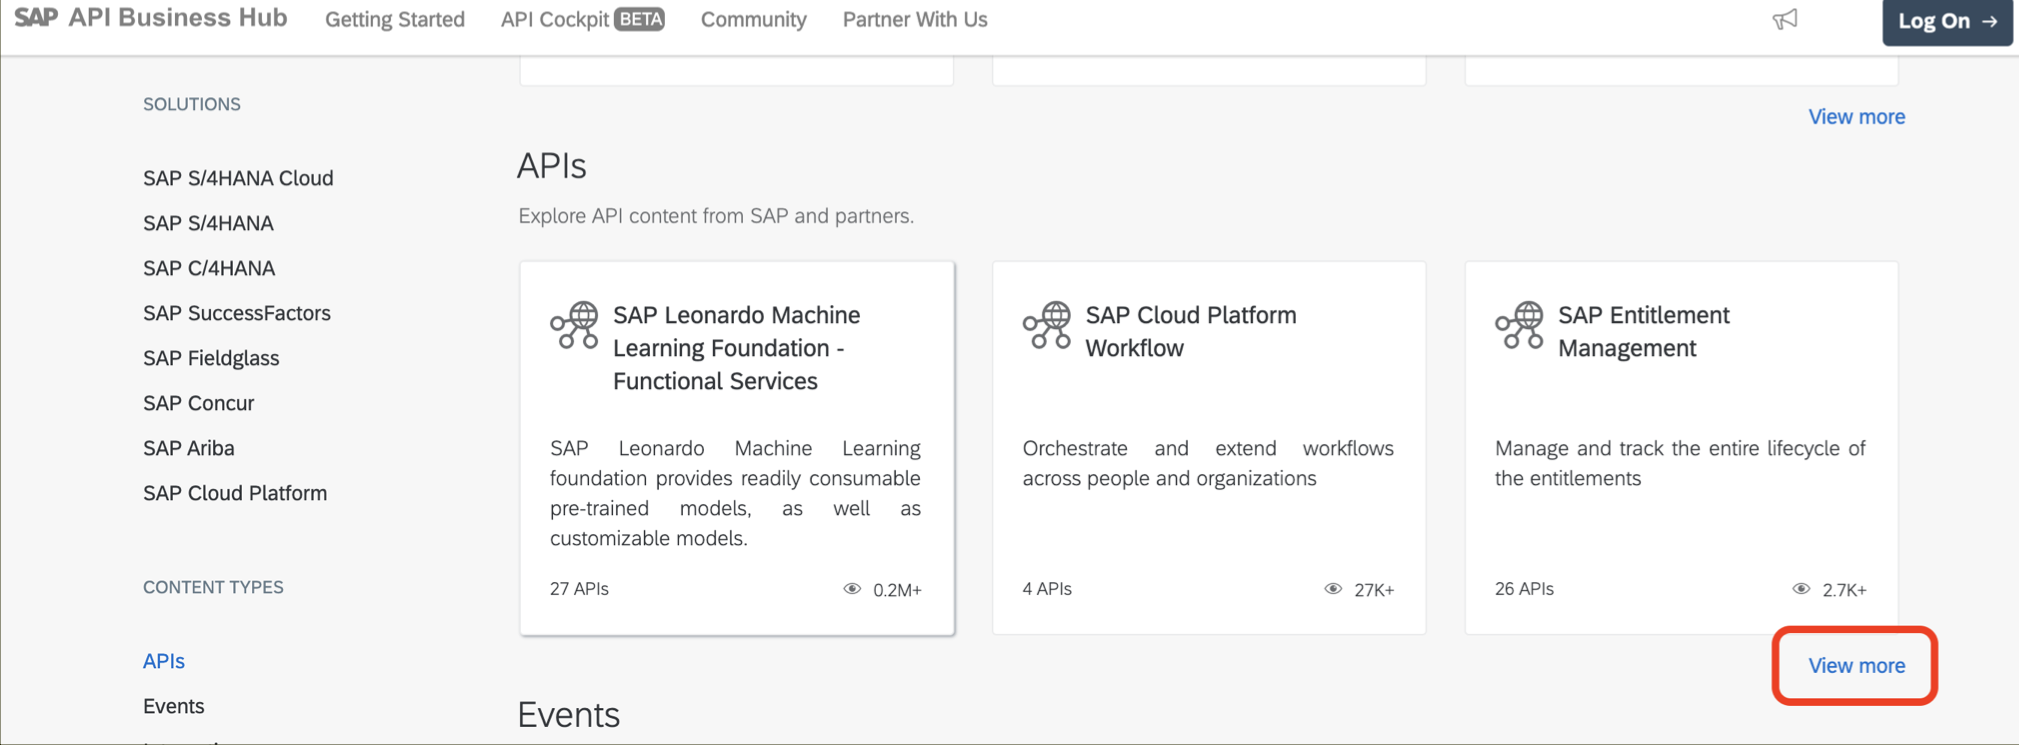 SAP API Business Hub Getting Started API Cockpit BETA Community Partner With Us Log On →
SOLUTIONS
SAP S/4HANA Cloud
SAP S/4HANA
SAP C/4HANA
SAP SuccessFactors
SAP Fieldglass
SAP Concur
SAP Ariba
SAP Cloud Platform
CONTENT TYPES
APIs
Events
View more
APIs
Explore API content from SAP and partners.
SAP Leonardo Machine
Learning Foundation -
Functional Services
SAP Leonardo Machine Learning
foundation provides readily consumable
pre-trained models, as well as
customizable models.
27 APIs 0.2M+
SAP Cloud Platform
Workflow
Orchestrate and extend workflows
across people and organizations
4 APIs 27K+
SAP Entitlement
Management
Manage and track the entire lifecycle of
the entitlements
26 APIs 2.7K+
View more
Events